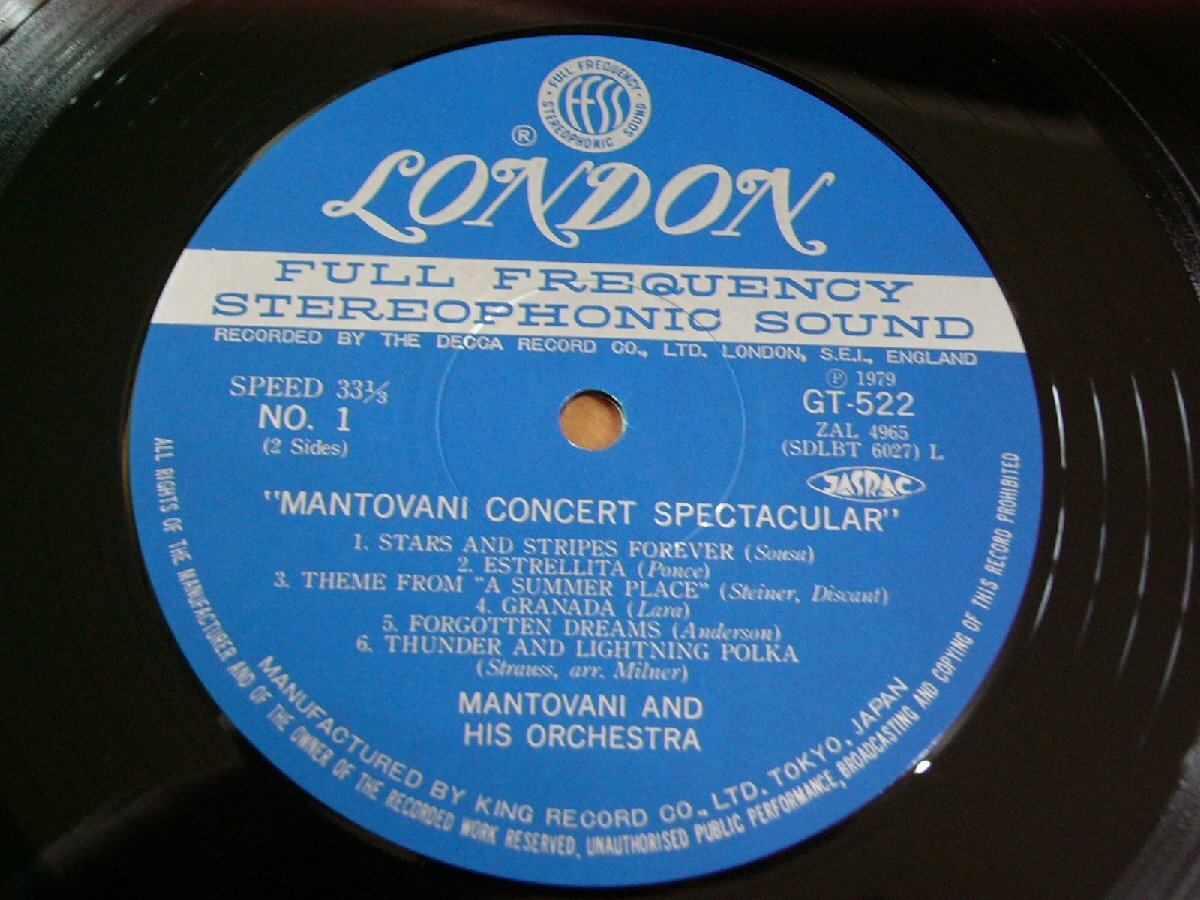 FULL FREQUENCY
STEREOPHONIC SOUND
FFSS
®
LONDON
FULL FREQUENCY
STEREOPHONIC SOUND
RECORDED BY THE DECCA RECORD CO., LTD. LONDON, S.E.I., ENGLAND
SPEED 33⅓
NO. 1
(2 Sides)
Ⓟ 1979
GT-522
ZAL 4965
(SDLBT 6027) L
JASRAC
"MANTOVANI CONCERT SPECTACULAR"
1. STARS AND STRIPES FOREVER (Sousa)
2. ESTRELLITA (Ponce)
3. THEME FROM "A SUMMER PLACE" (Steiner, Discant)
4. GRANADA (Lara)
5. FORGOTTEN DREAMS (Anderson)
6. THUNDER AND LIGHTNING POLKA
(Strauss, arr. Milner)
MANTOVANI AND
HIS ORCHESTRA
MANUFACTURED BY KING RECORD CO., LTD. TOKYO, JAPAN
ALL RIGHTS OF THE MANUFACTURER AND OF THE OWNER OF THE RECORDED WORK RESERVED, UNAUTHORISED PUBLIC PERFORMANCE, BROADCASTING AND COPYING OF THIS RECORD PROHIBITED